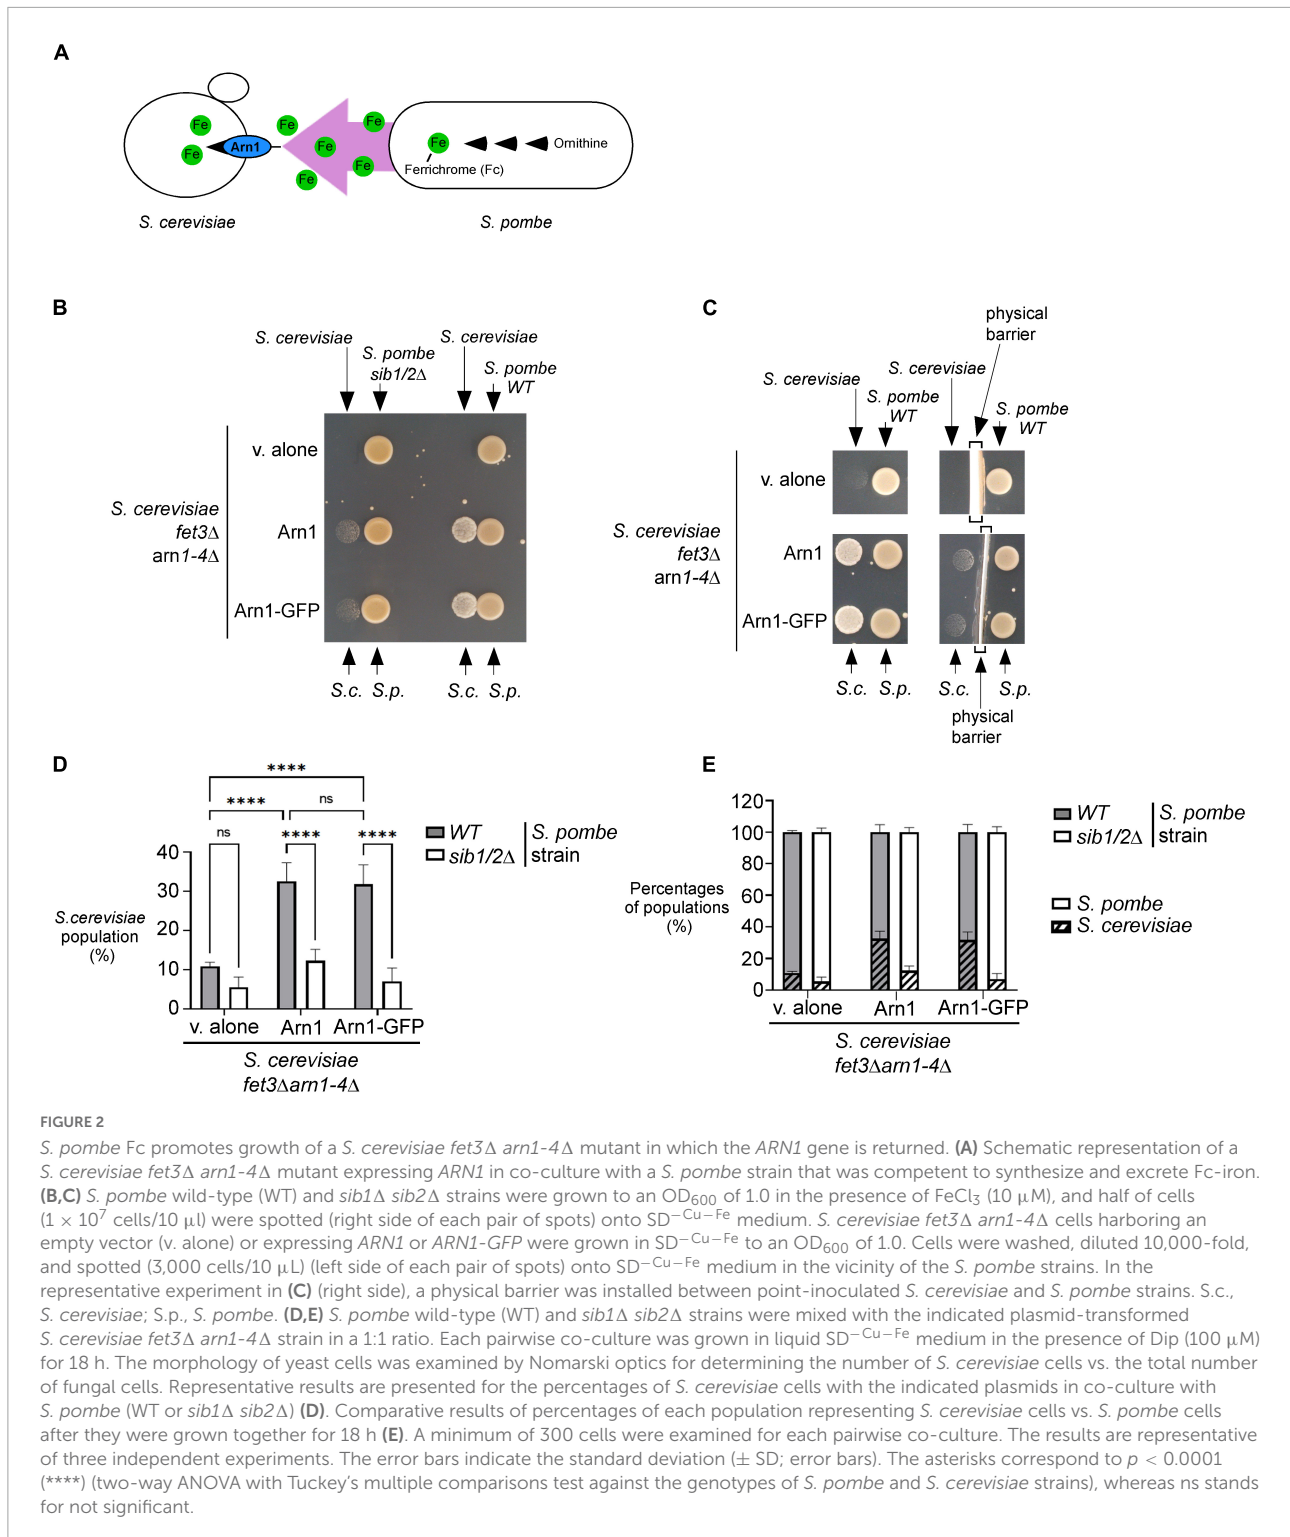 A
Fe
Fe
Fe
Fe
Fe
Fe
Fe
Fe
Arn1
Ornithine
Ferrichrome (Fc)
S. cerevisiae
S. pombe
B
S. cerevisiae
S. pombe
sib1/2Δ
S. cerevisiae
S. pombe
WT
v. alone
S. cerevisiae
fet3Δ
arn1-4Δ
Arn1
Arn1-GFP
S.c.
S.p.
S.c.
S.p.
C
physical
barrier
S. cerevisiae
S. cerevisiae
S. pombe
WT
S. pombe
WT
v. alone
S. cerevisiae
fet3Δ
arn1-4Δ
Arn1
Arn1-GFP
S.c.
S.p.
S.c.
S.p.
physical
barrier
D
****
****
ns
ns
****
****
WT
sib1/2Δ
S. pombe
strain
S.cerevisiae
population
(%)
40
30
20
10
0
v. alone
Arn1
Arn1-GFP
S. cerevisiae
fet3Δarn1-4Δ
E
Percentages
of populations
(%)
120
100
80
60
40
20
0
WT
sib1/2Δ
S. pombe
strain
S. pombe
S. cerevisiae
v. alone
Arn1
Arn1-GFP
S. cerevisiae
fet3Δarn1-4Δ
FIGURE 2
S. pombe Fc promotes growth of a S. cerevisiae fet3Δ arn1-4Δ mutant in which the ARN1 gene is returned. (A) Schematic representation of a
S. cerevisiae fet3Δ arn1-4Δ mutant expressing ARN1 in co-culture with a S. pombe strain that was competent to synthesize and excrete Fc-iron.
(B,C) S. pombe wild-type (WT) and sib1Δ sib2Δ strains were grown to an OD₆₀₀ of 1.0 in the presence of FeCl₃ (10 μM), and half of cells
(1 × 10⁷ cells/10 μl) were spotted (right side of each pair of spots) onto SD⁻ᶜᵘ⁻ᶠᵉ medium. S. cerevisiae fet3Δ arn1-4Δ cells harboring an
empty vector (v. alone) or expressing ARN1 or ARN1-GFP were grown in SD⁻ᶜᵘ⁻ᶠᵉ to an OD₆₀₀ of 1.0. Cells were washed, diluted 10,000-fold,
and spotted (3,000 cells/10 μL) (left side of each pair of spots) onto SD⁻ᶜᵘ⁻ᶠᵉ medium in the vicinity of the S. pombe strains. In the
representative experiment in (C) (right side), a physical barrier was installed between point-inoculated S. cerevisiae and S. pombe strains. S.c.,
S. cerevisiae; S.p., S. pombe. (D,E) S. pombe wild-type (WT) and sib1Δ sib2Δ strains were mixed with the indicated plasmid-transformed
S. cerevisiae fet3Δ arn1-4Δ strain in a 1:1 ratio. Each pairwise co-culture was grown in liquid SD⁻ᶜᵘ⁻ᶠᵉ medium in the presence of Dip (100 μM)
for 18 h. The morphology of yeast cells was examined by Nomarski optics for determining the number of S. cerevisiae cells vs. the total number
of fungal cells. Representative results are presented for the percentages of S. cerevisiae cells with the indicated plasmids in co-culture with
S. pombe (WT or sib1Δ sib2Δ) (D). Comparative results of percentages of each population representing S. cerevisiae cells vs. S. pombe cells
after they were grown together for 18 h (E). A minimum of 300 cells were examined for each pairwise co-culture. The results are representative
of three independent experiments. The error bars indicate the standard deviation (± SD; error bars). The asterisks correspond to p < 0.0001
(****) (two-way ANOVA with Tuckey's multiple comparisons test against the genotypes of S. pombe and S. cerevisiae strains), whereas ns stands
for not significant.